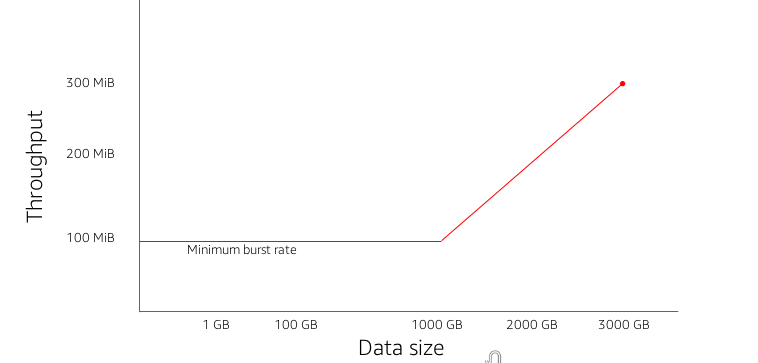 300 MiB
200 MiB
Throughput
100 MiB
Minimum burst rate
1 GB 100 GB 1000 GB 2000 GB 3000 GB
Data size